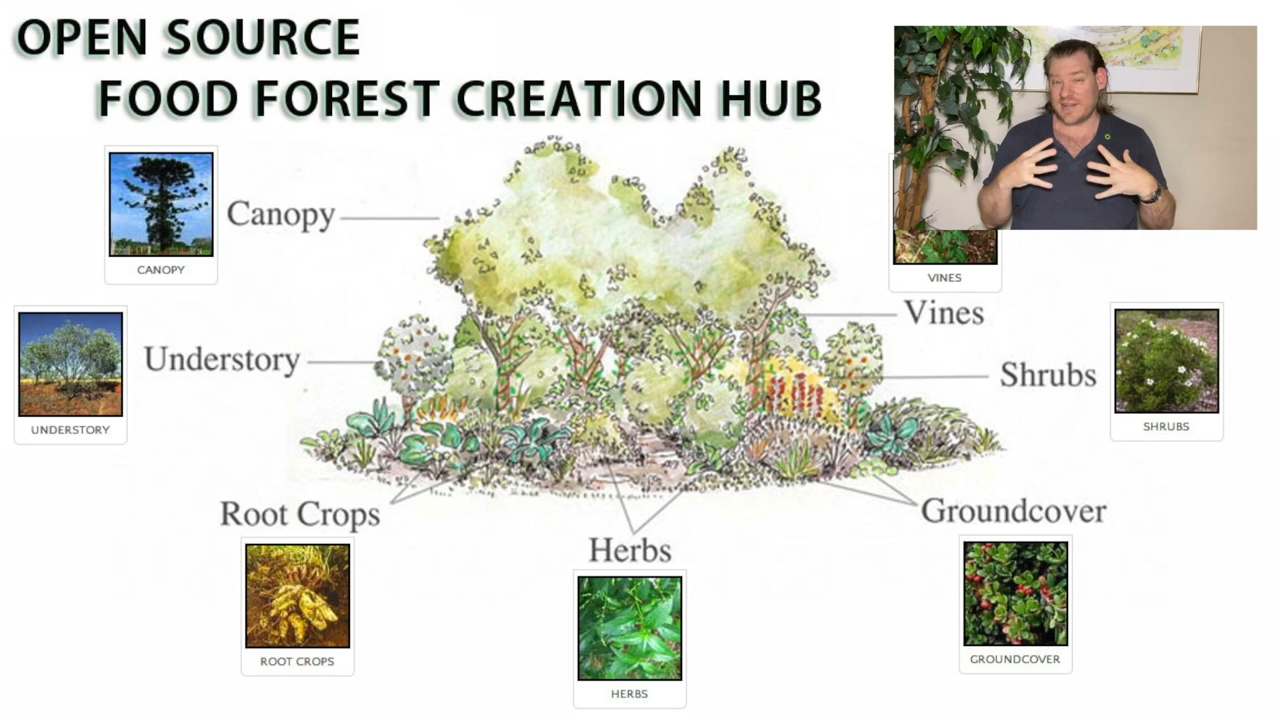 OPEN SOURCE
FOOD FOREST CREATION HUB
CANOPY
Canopy
VINES
Vines
UNDERSTORY
Understory
Shrubs
SHRUBS
Root Crops
ROOT CROPS
Herbs
HERBS
Groundcover
GROUNDCOVER